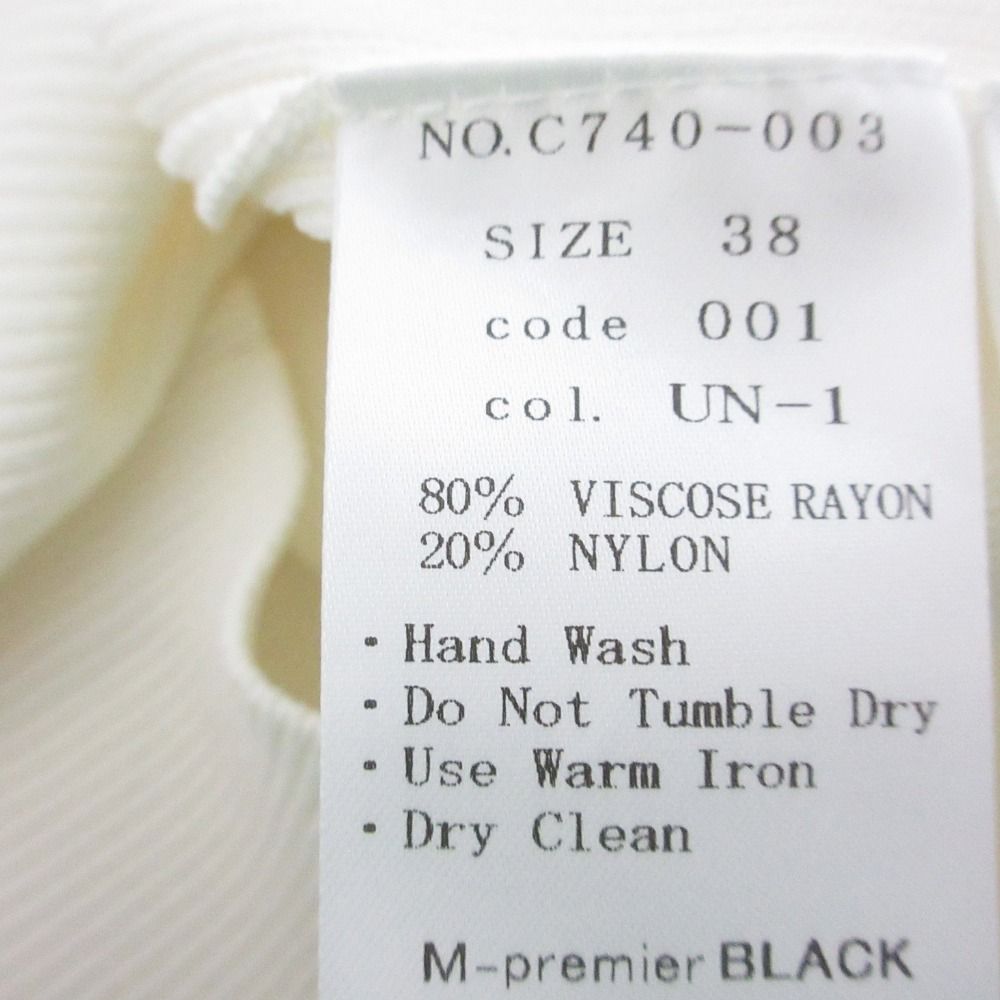 NO. C740-003
SIZE 38
code 001
col. UN-1
80% VISCOSE RAYON
20% NYLON
・Hand Wash
・Do Not Tumble Dry
・Use Warm Iron
・Dry Clean
M-premier BLACK